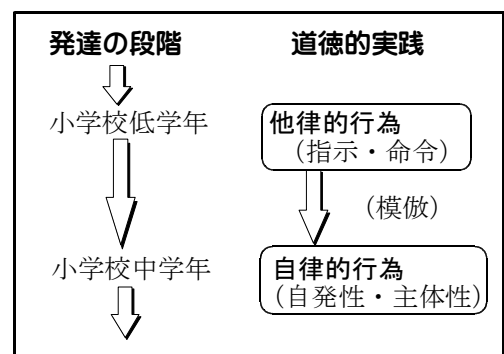 発達の段階 道徳的実践
小学校低学年 他律的行為
(指示・命令)
(模倣)
小学校中学年 自律的行為
(自発性・主体性)